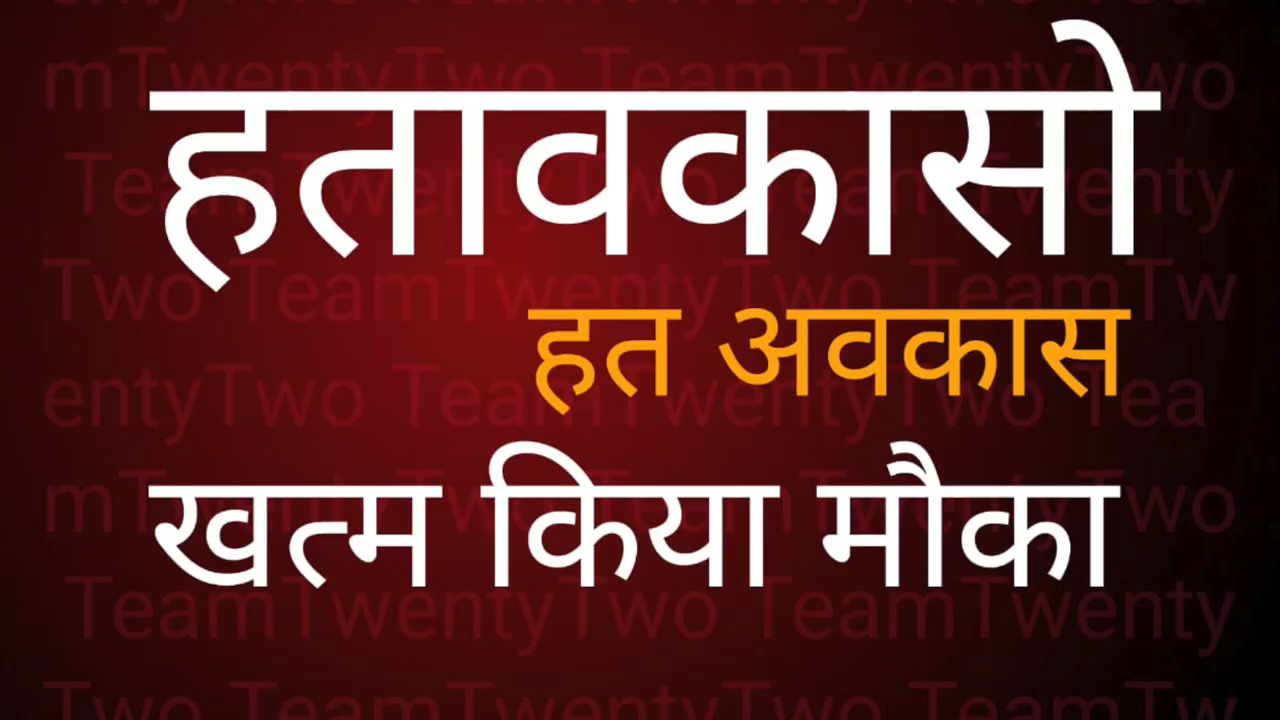 हतावकासो
हत अवकास
खत्म किया मौका